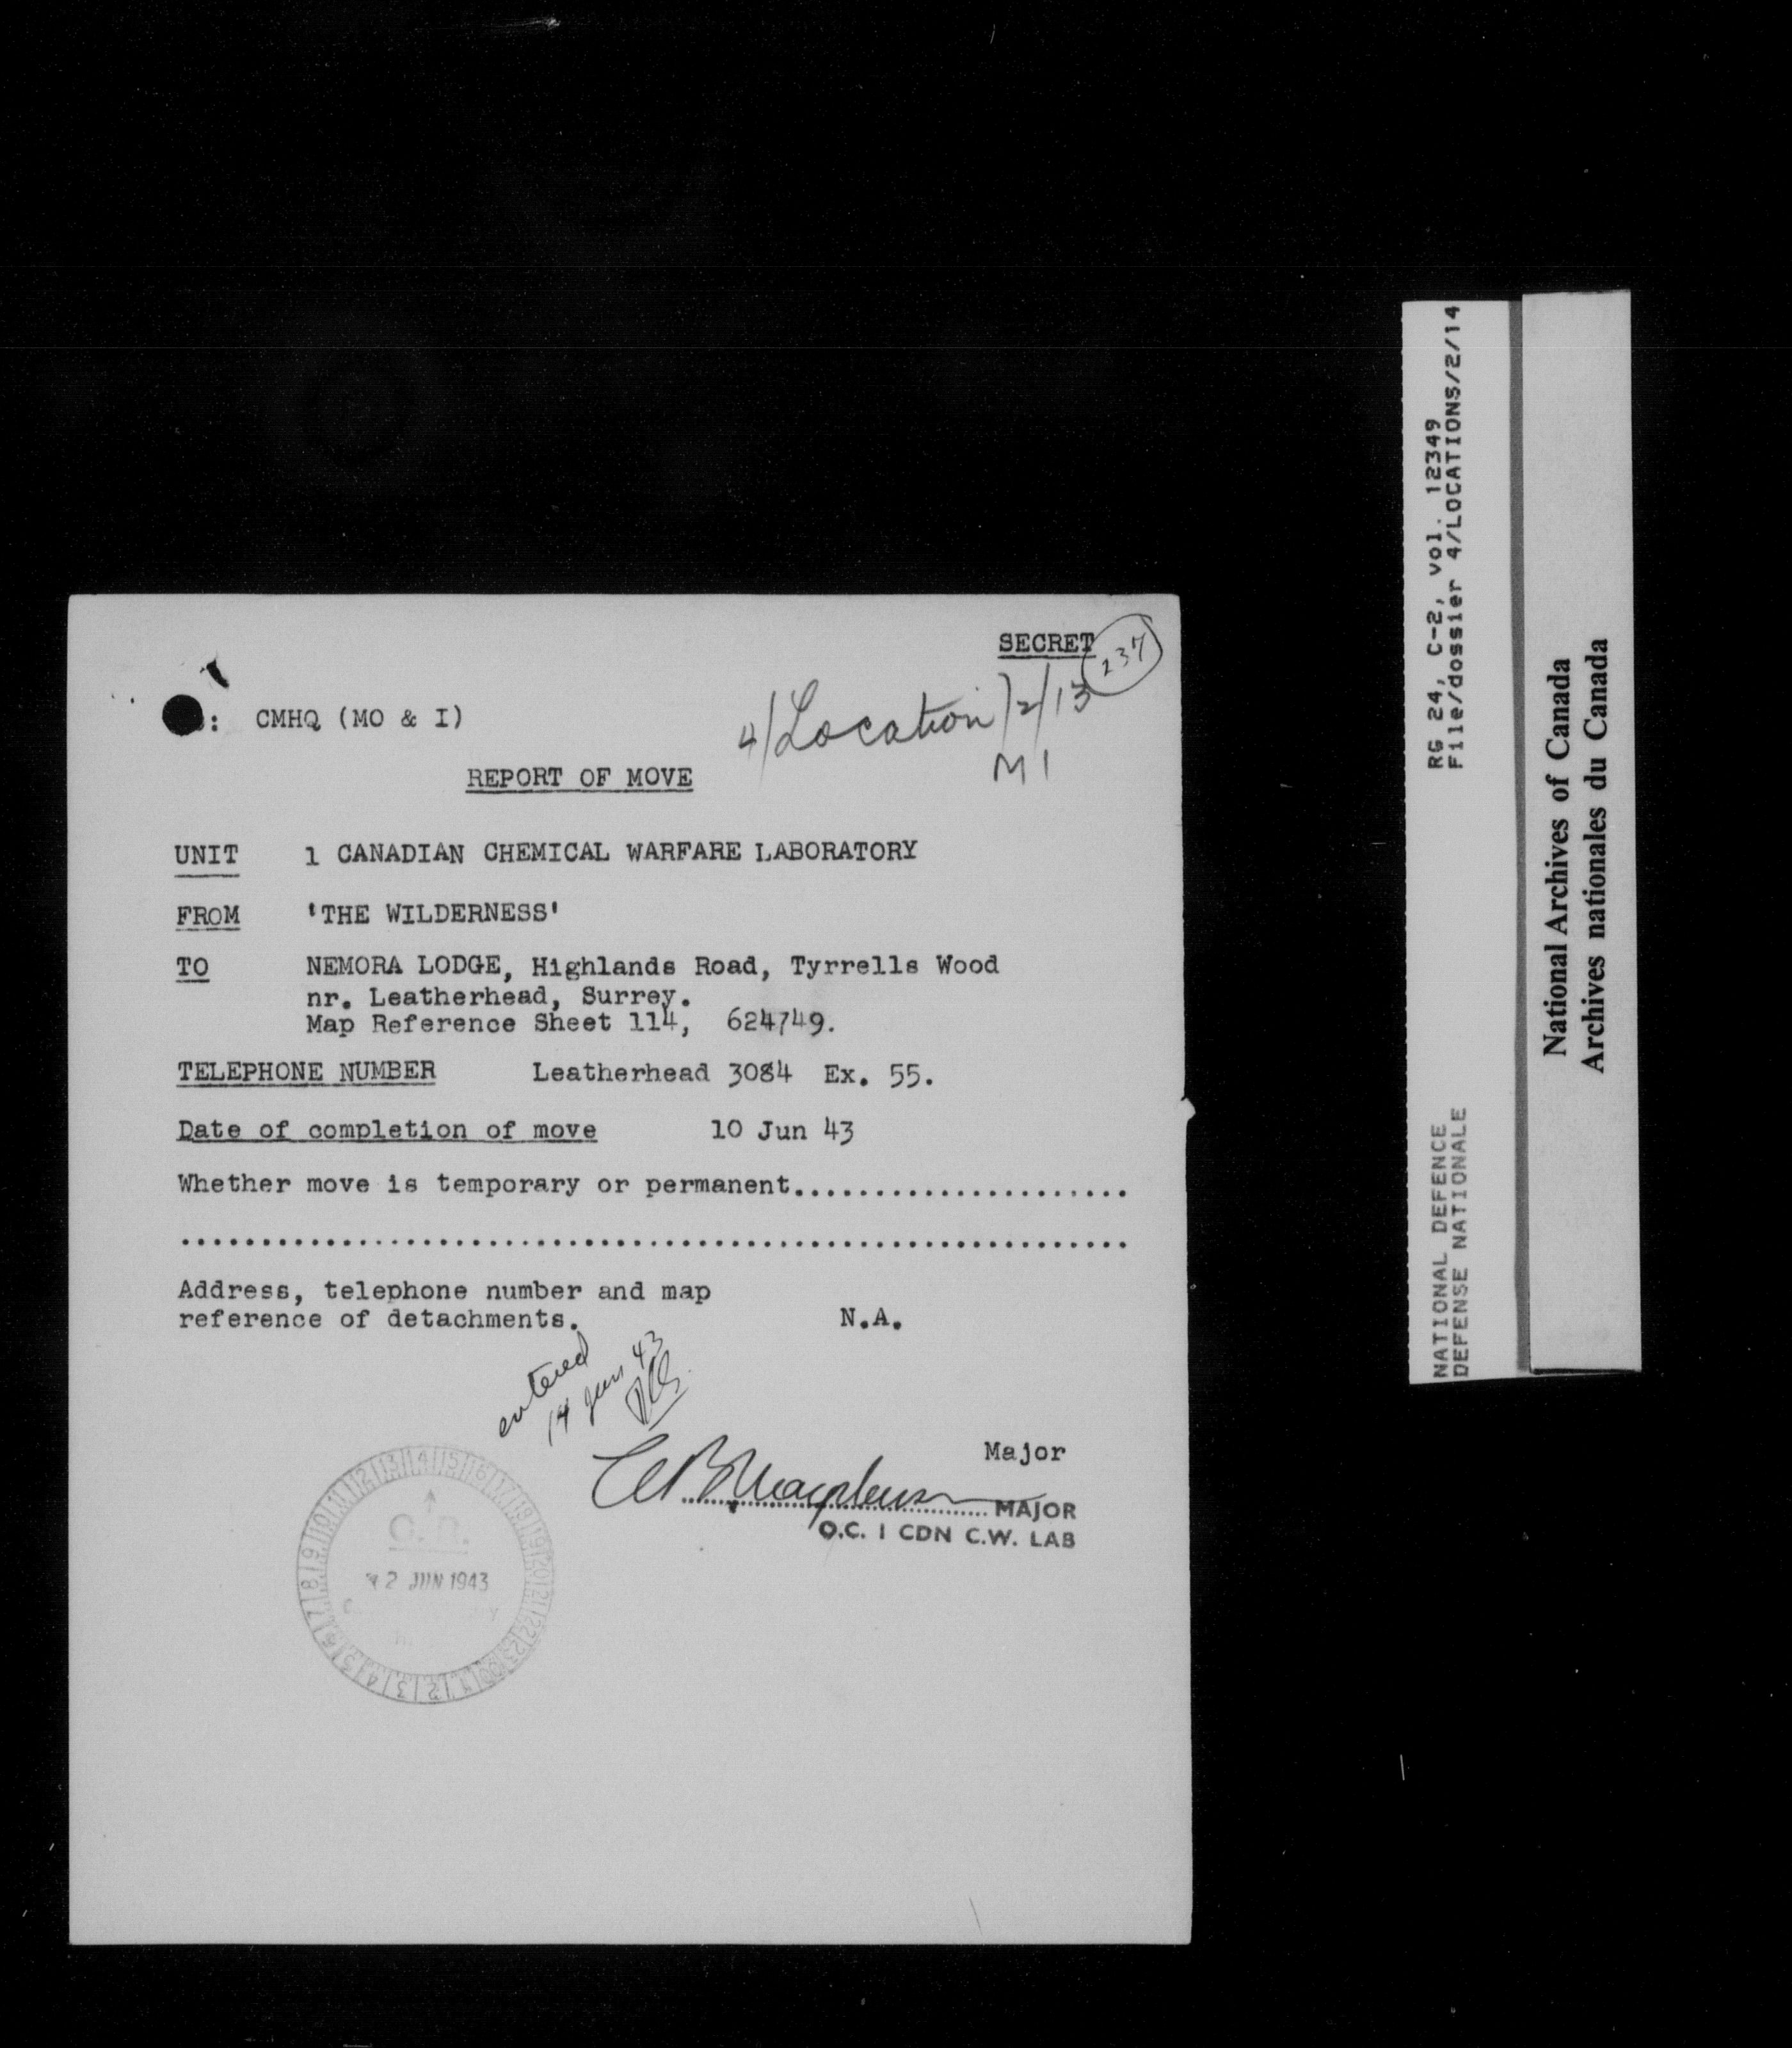 SECRET
237
: CMHQ (MO & I)
4/Location/2/13
M 1
REPORT OF MOVE
UNIT 1 CANADIAN CHEMICAL WARFARE LABORATORY
FROM 'THE WILDERNESS'
TO NEMORA LODGE, Highlands Road, Tyrrells Wood
nr. Leatherhead, Surrey.
Map Reference Sheet 114, 624749.
TELEPHONE NUMBER Leatherhead 3084 Ex. 55.
Date of completion of move 10 Jun 43
Whether move is temporary or permanent.....................
............................................................
Address, telephone number and map
reference of detachments. N.A.
entered
14 Jun 43
Major
MAJOR
O.C. 1 CDN C.W. LAB
2 JUN 1943
RG 24, C-2, vol. 12349
File/dossier 4/LOCATIONS/2/14
NATIONAL DEFENCE
DEFENSE NATIONALE
National Archives of Canada
Archives nationales du Canada